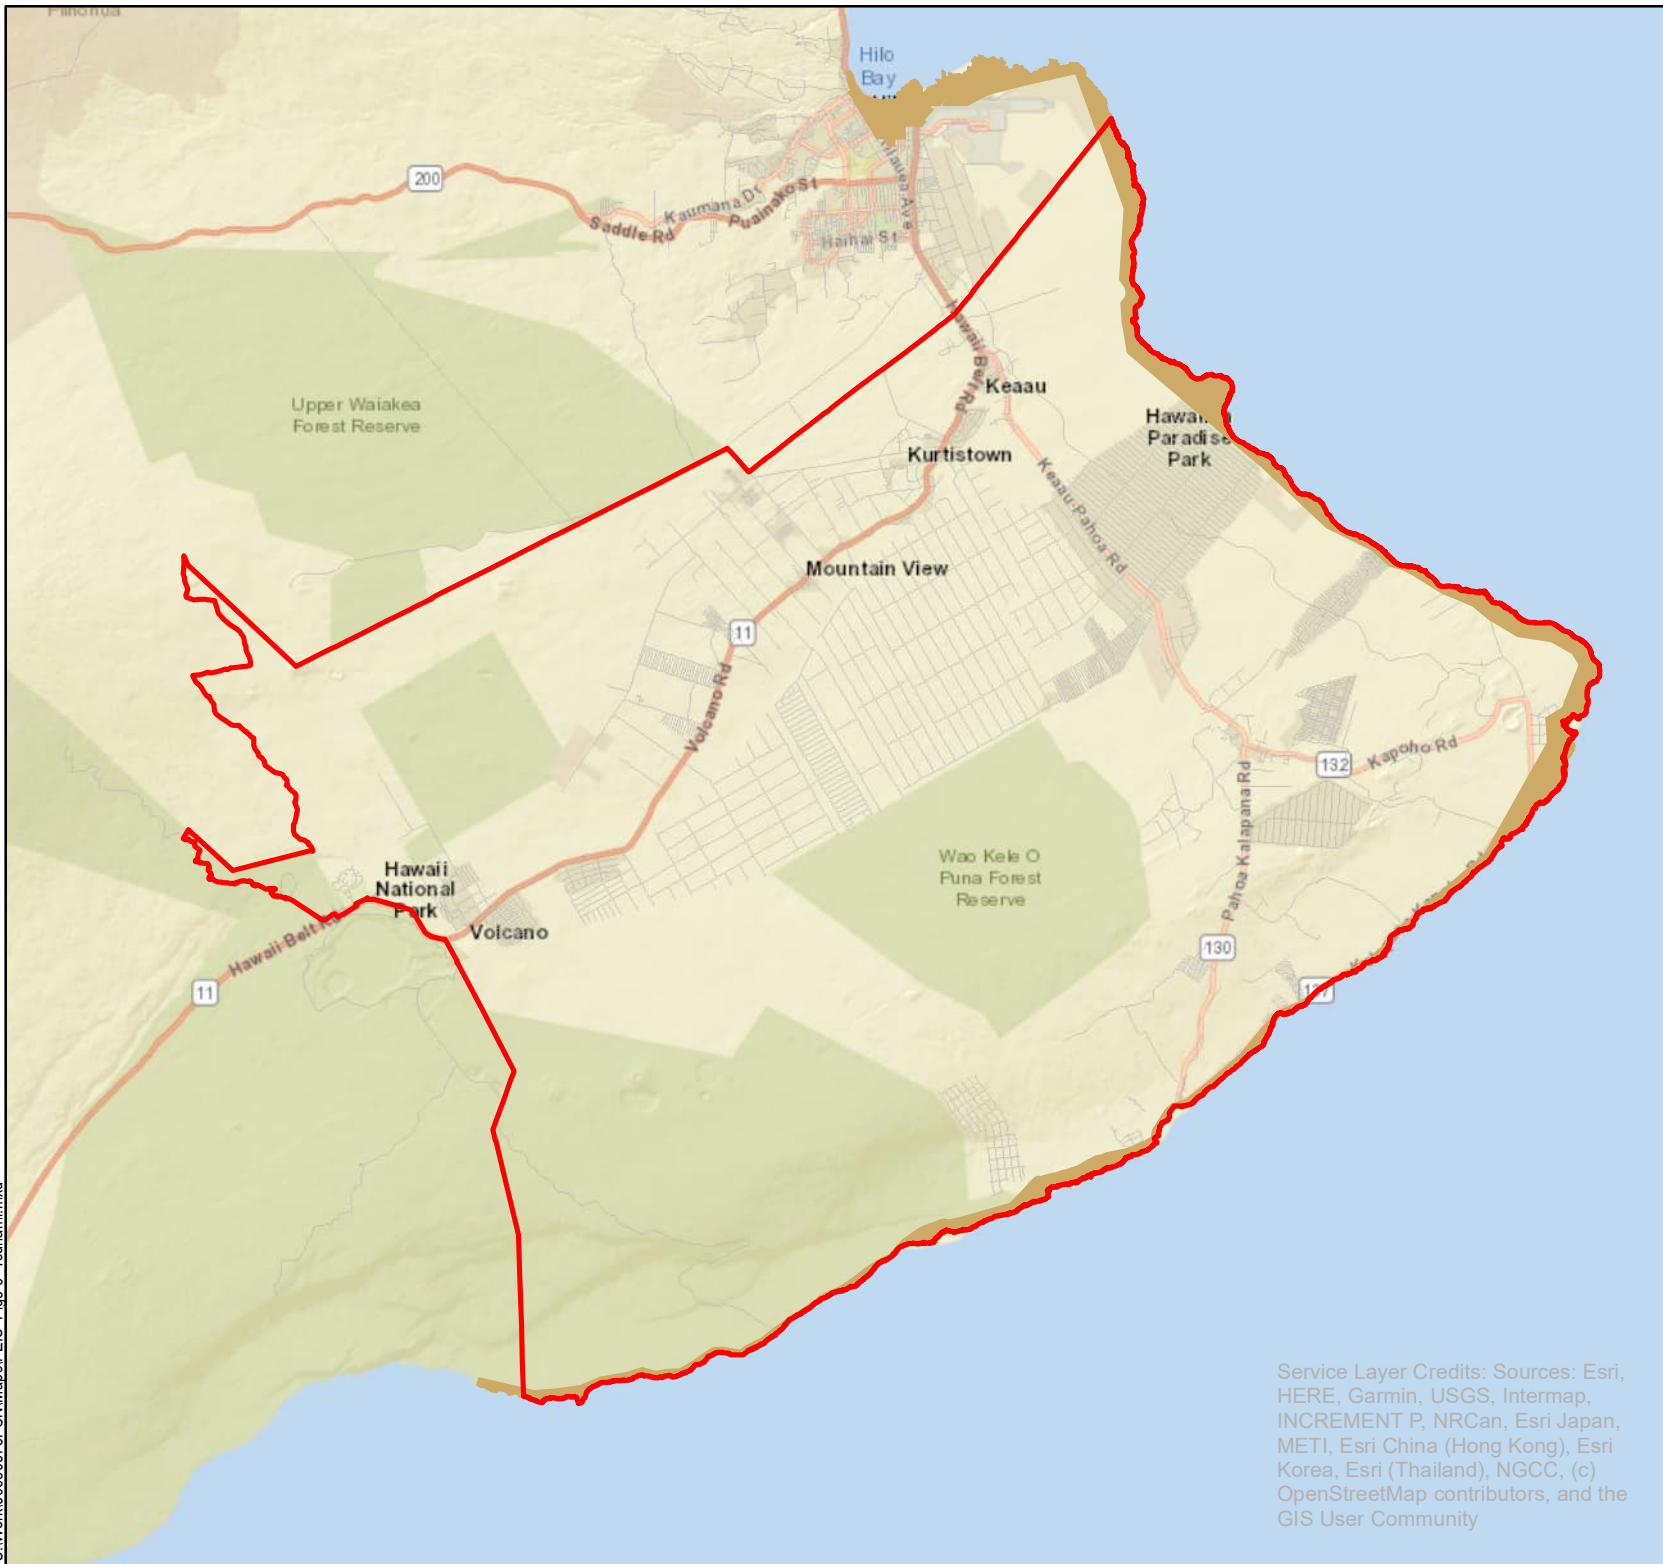 Hilo
Bay
200
Kaumana Dr
Puainako St
Saddle Rd
Haihai St
Hawaii Belt Rd
Keaau
Upper Waiakea
Forest Reserve
Hawaiian
Paradise
Park
Kurtistown
Keaau-Pahoa Rd
Mountain View
11
Volcano Rd
132
Kapoho Rd
Pahoa Kalapana Rd
Wao Kele O
Puna Forest
Reserve
Hawaii
National
Park
Volcano
Hawaii Belt Rd
11
130
137
Service Layer Credits: Sources: Esri,
HERE, Garmin, USGS, Intermap,
INCREMENT P, NRCan, Esri Japan,
METI, Esri China (Hong Kong), Esri
Korea, Esri (Thailand), NGCC, (c)
OpenStreetMap contributors, and the
GIS User Community